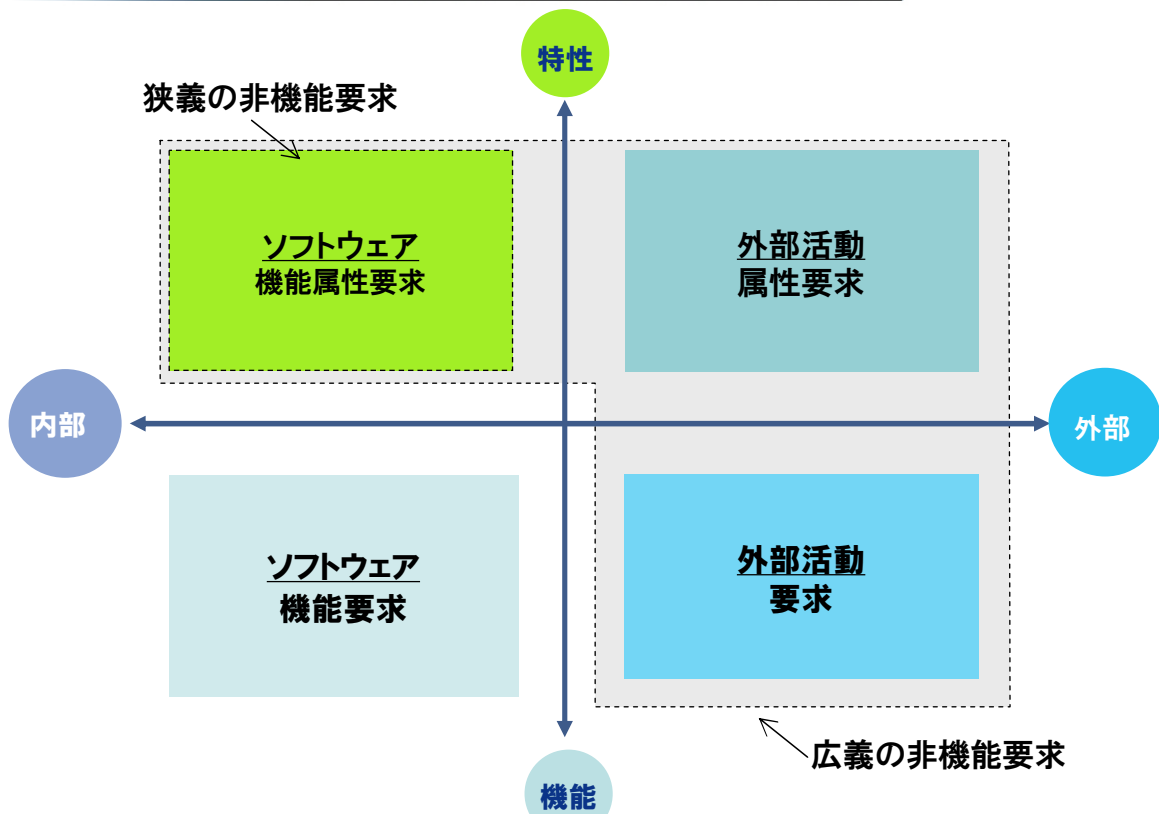 特性
狭義の非機能要求
ソフトウェア
機能属性要求
外部活動
属性要求
内部
外部
ソフトウェア
機能要求
外部活動
要求
広義の非機能要求
機能